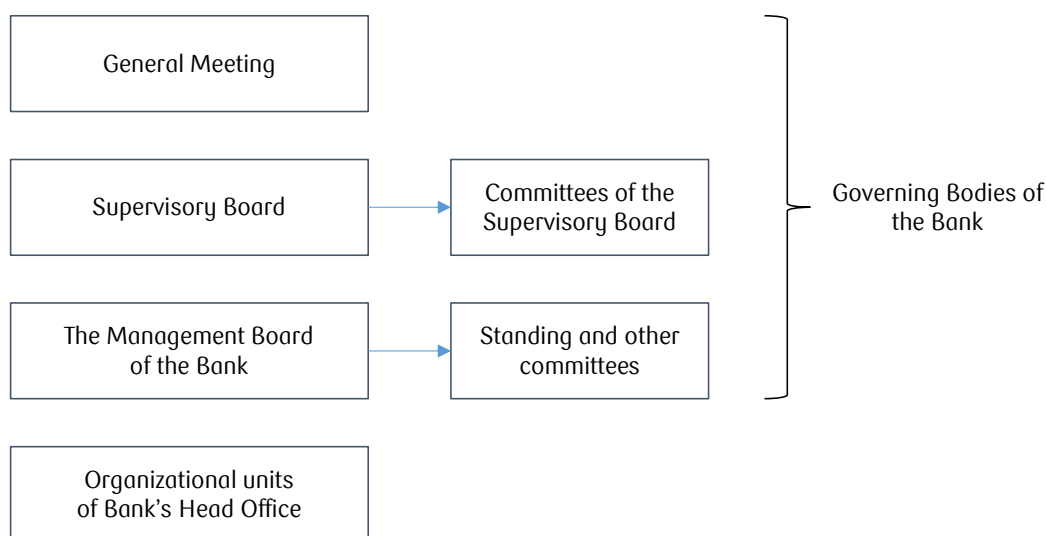 General Meeting
Supervisory Board
Committees of the
Supervisory Board
Governing Bodies of
the Bank
The Management Board
of the Bank
Standing and other
committees
Organizational units
of Bank's Head Office